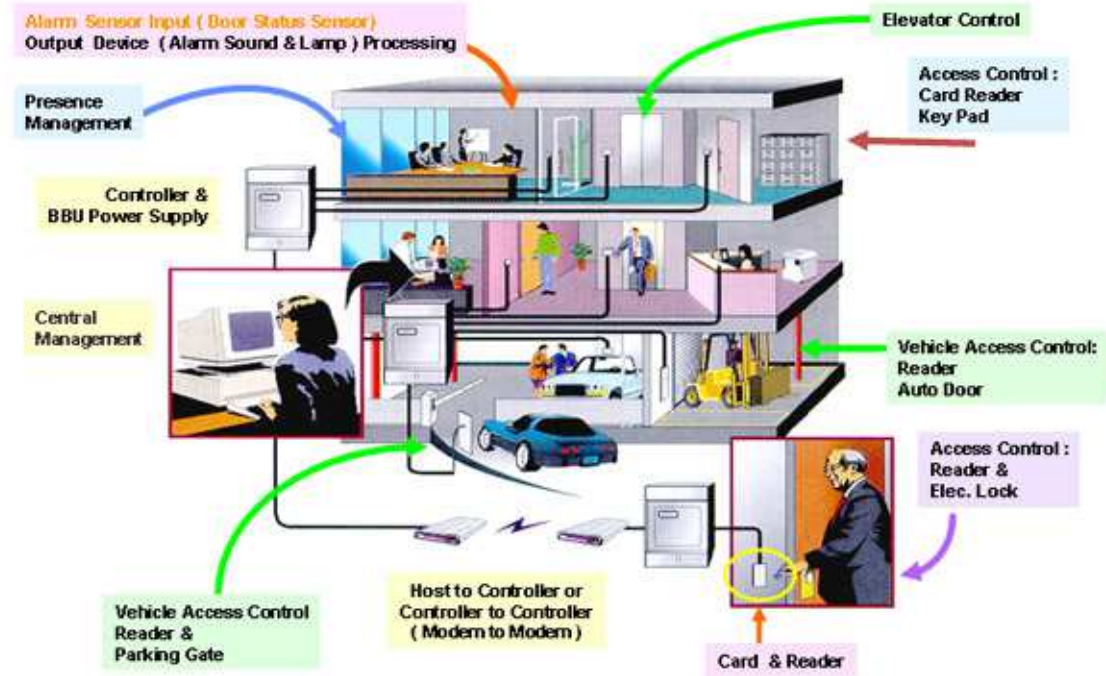 Alarm Sensor Input ( Door Status Sensor)
Output Device ( Alarm Sound & Lamp ) Processing
Elevator Control
Access Control :
Card Reader
Key Pad
Presence
Management
Controller &
BBU Power Supply
Central
Management
Vehicle Access Control:
Reader
Auto Door
Access Control :
Reader &
Elec. Lock
Vehicle Access Control
Reader &
Parking Gate
Host to Controller or
Controller to Controller
( Modern to Modern )
Card & Reader